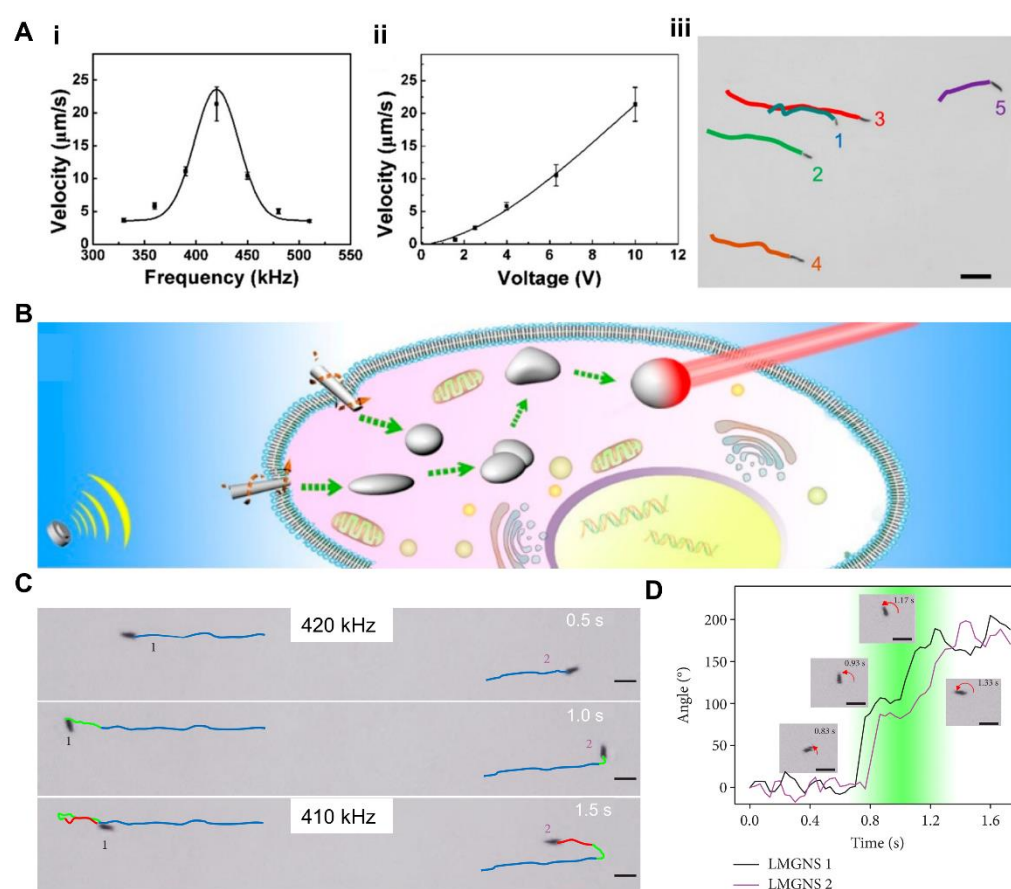 A
i
ii
iii
Velocity (μm/s)
25
20
15
10
5
0
300
350
400
450
500
550
Frequency (kHz)
Velocity (μm/s)
25
20
15
10
5
0
0
2
4
6
8
10
12
Voltage (V)
5
3
1
2
4
B
C
420 kHz
0.5 s
1
2
1.0 s
1
2
410 kHz
1.5 s
1
2
D
Angle (°)
200
150
100
50
0
1.17 s
0.93 s
1.33 s
0.83 s
0.0
0.4
0.8
1.2
1.6
Time (s)
LMGNS 1
LMGNS 2